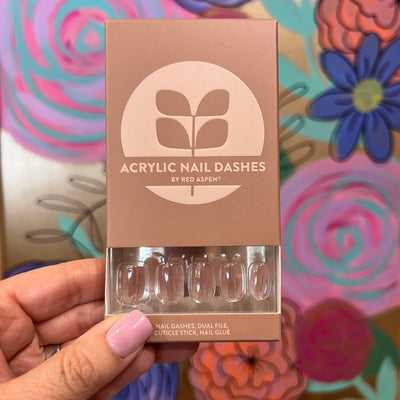 ACRYLIC NAIL DASHES
BY RED ASPEN®
NAIL DASHES, DUAL FILE,
CUTICLE STICK, NAIL GLUE